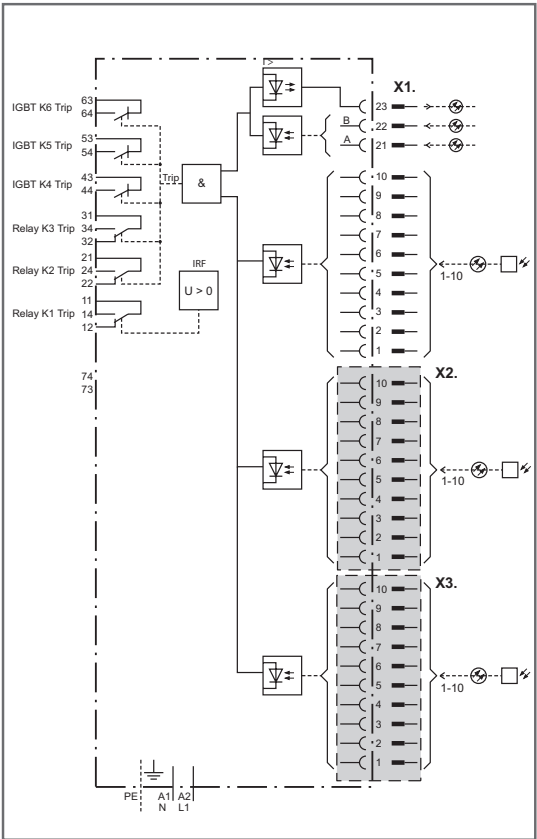 I>
X1.
IGBT K6 Trip
63
64
23
B
22
A
21
IGBT K5 Trip
53
54
IGBT K4 Trip
43
44
Trip
&
10
9
8
7
6
5
4
3
2
1
1-10
Relay K3 Trip
31
34
32
Relay K2 Trip
21
24
22
IRF
U > 0
Relay K1 Trip
11
14
12
74
73
X2.
10
9
8
7
6
5
4
3
2
1
1-10
X3.
10
9
8
7
6
5
4
3
2
1
1-10
PE
A1
N
A2
L1